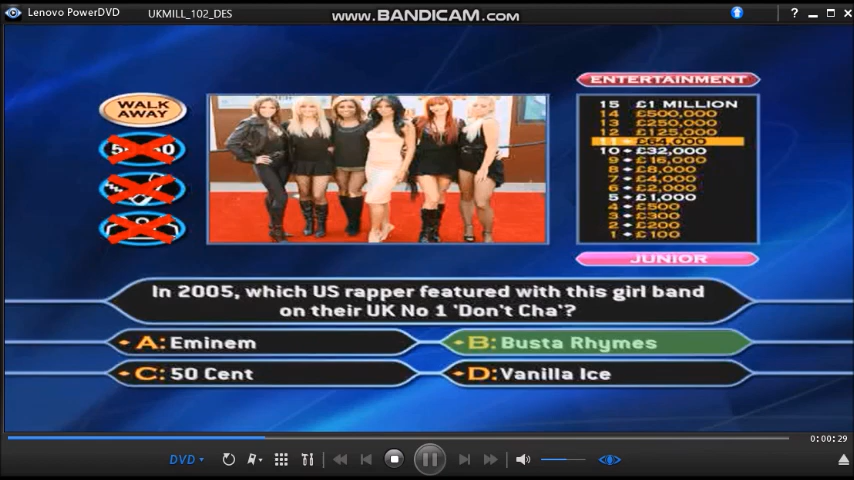 Lenovo PowerDVD
UKMILL_102_DES
www.BANDICAM.com
?
WALK
AWAY
ENTERTAINMENT
15 £1 MILLION
14 £500,000
13 £250,000
12 £125,000
11 £64,000
10 £32,000
9 £16,000
8 £8,000
7 £4,000
6 £2,000
5 £1,000
4 £500
3 £300
2 £200
1 £100
JUNIOR
In 2005, which US rapper featured with this girl band
on their UK No 1 'Don't Cha'?
A: Eminem
B: Busta Rhymes
C: 50 Cent
D: Vanilla Ice
0:00:29
DVD